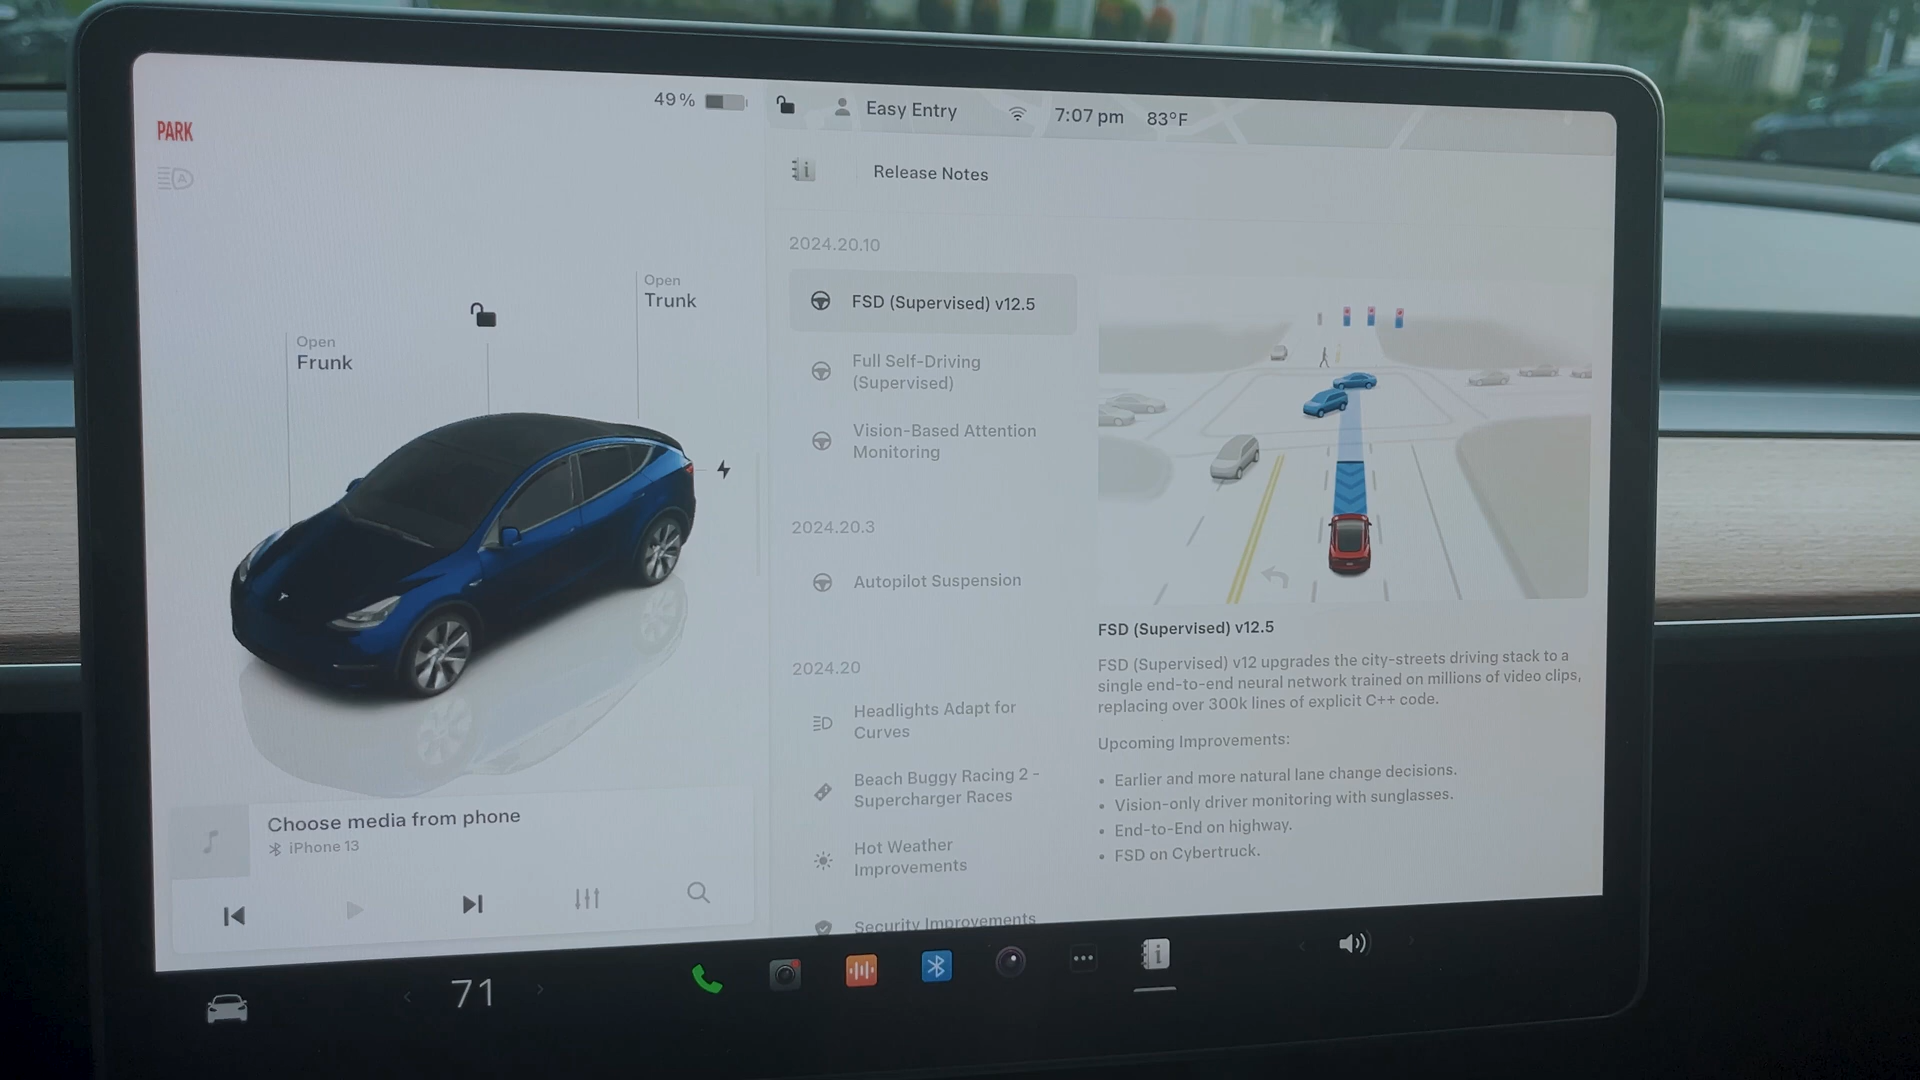 PARK
49%
Easy Entry
7:07 pm
83°F
Open
Trunk
Open
Frunk
Choose media from phone
iPhone 13
Release Notes
2024.20.10
FSD (Supervised) v12.5
Full Self-Driving
(Supervised)
Vision-Based Attention
Monitoring
2024.20.3
Autopilot Suspension
2024.20
Headlights Adapt for
Curves
Beach Buggy Racing 2 -
Supercharger Races
Hot Weather
Improvements
Security Improvements
FSD (Supervised) v12.5
FSD (Supervised) v12 upgrades the city-streets driving stack to a
single end-to-end neural network trained on millions of video clips,
replacing over 300k lines of explicit C++ code.
Upcoming Improvements:
• Earlier and more natural lane change decisions.
• Vision-only driver monitoring with sunglasses.
• End-to-End on highway.
• FSD on Cybertruck.
71